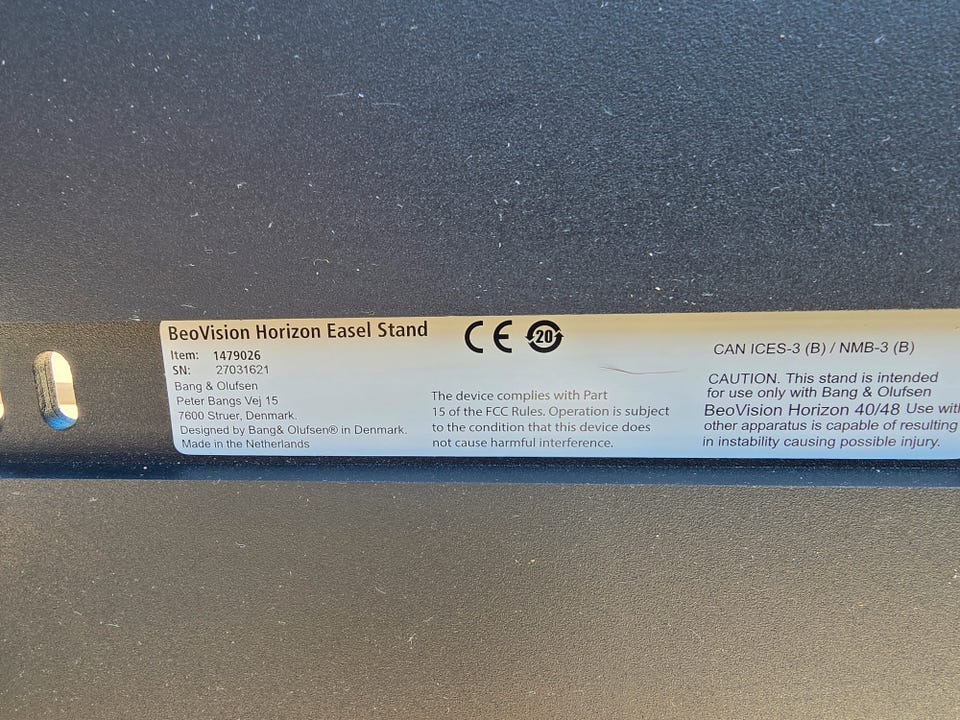 BeoVision Horizon Easel Stand
Item: 1479026
SN: 27031621
Bang & Olufsen
Peter Bangs Vej 15
7600 Struer, Denmark.
Designed by Bang& Olufsen® in Denmark.
Made in the Netherlands
CE 20
The device complies with Part
15 of the FCC Rules. Operation is subject
to the condition that this device does
not cause harmful interference.
CAN ICES-3 (B) / NMB-3 (B)
CAUTION. This stand is intended
for use only with Bang & Olufsen
BeoVision Horizon 40/48 Use with
other apparatus is capable of resulting
in instability causing possible injury.